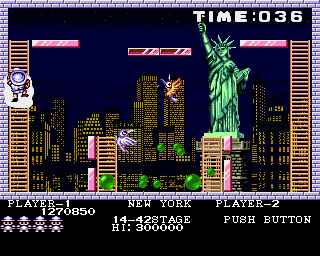 TIME:036
PLAYER-1 NEW YORK PLAYER-2
1270850
14-42STAGE PUSH BUTTON
HI: 300000